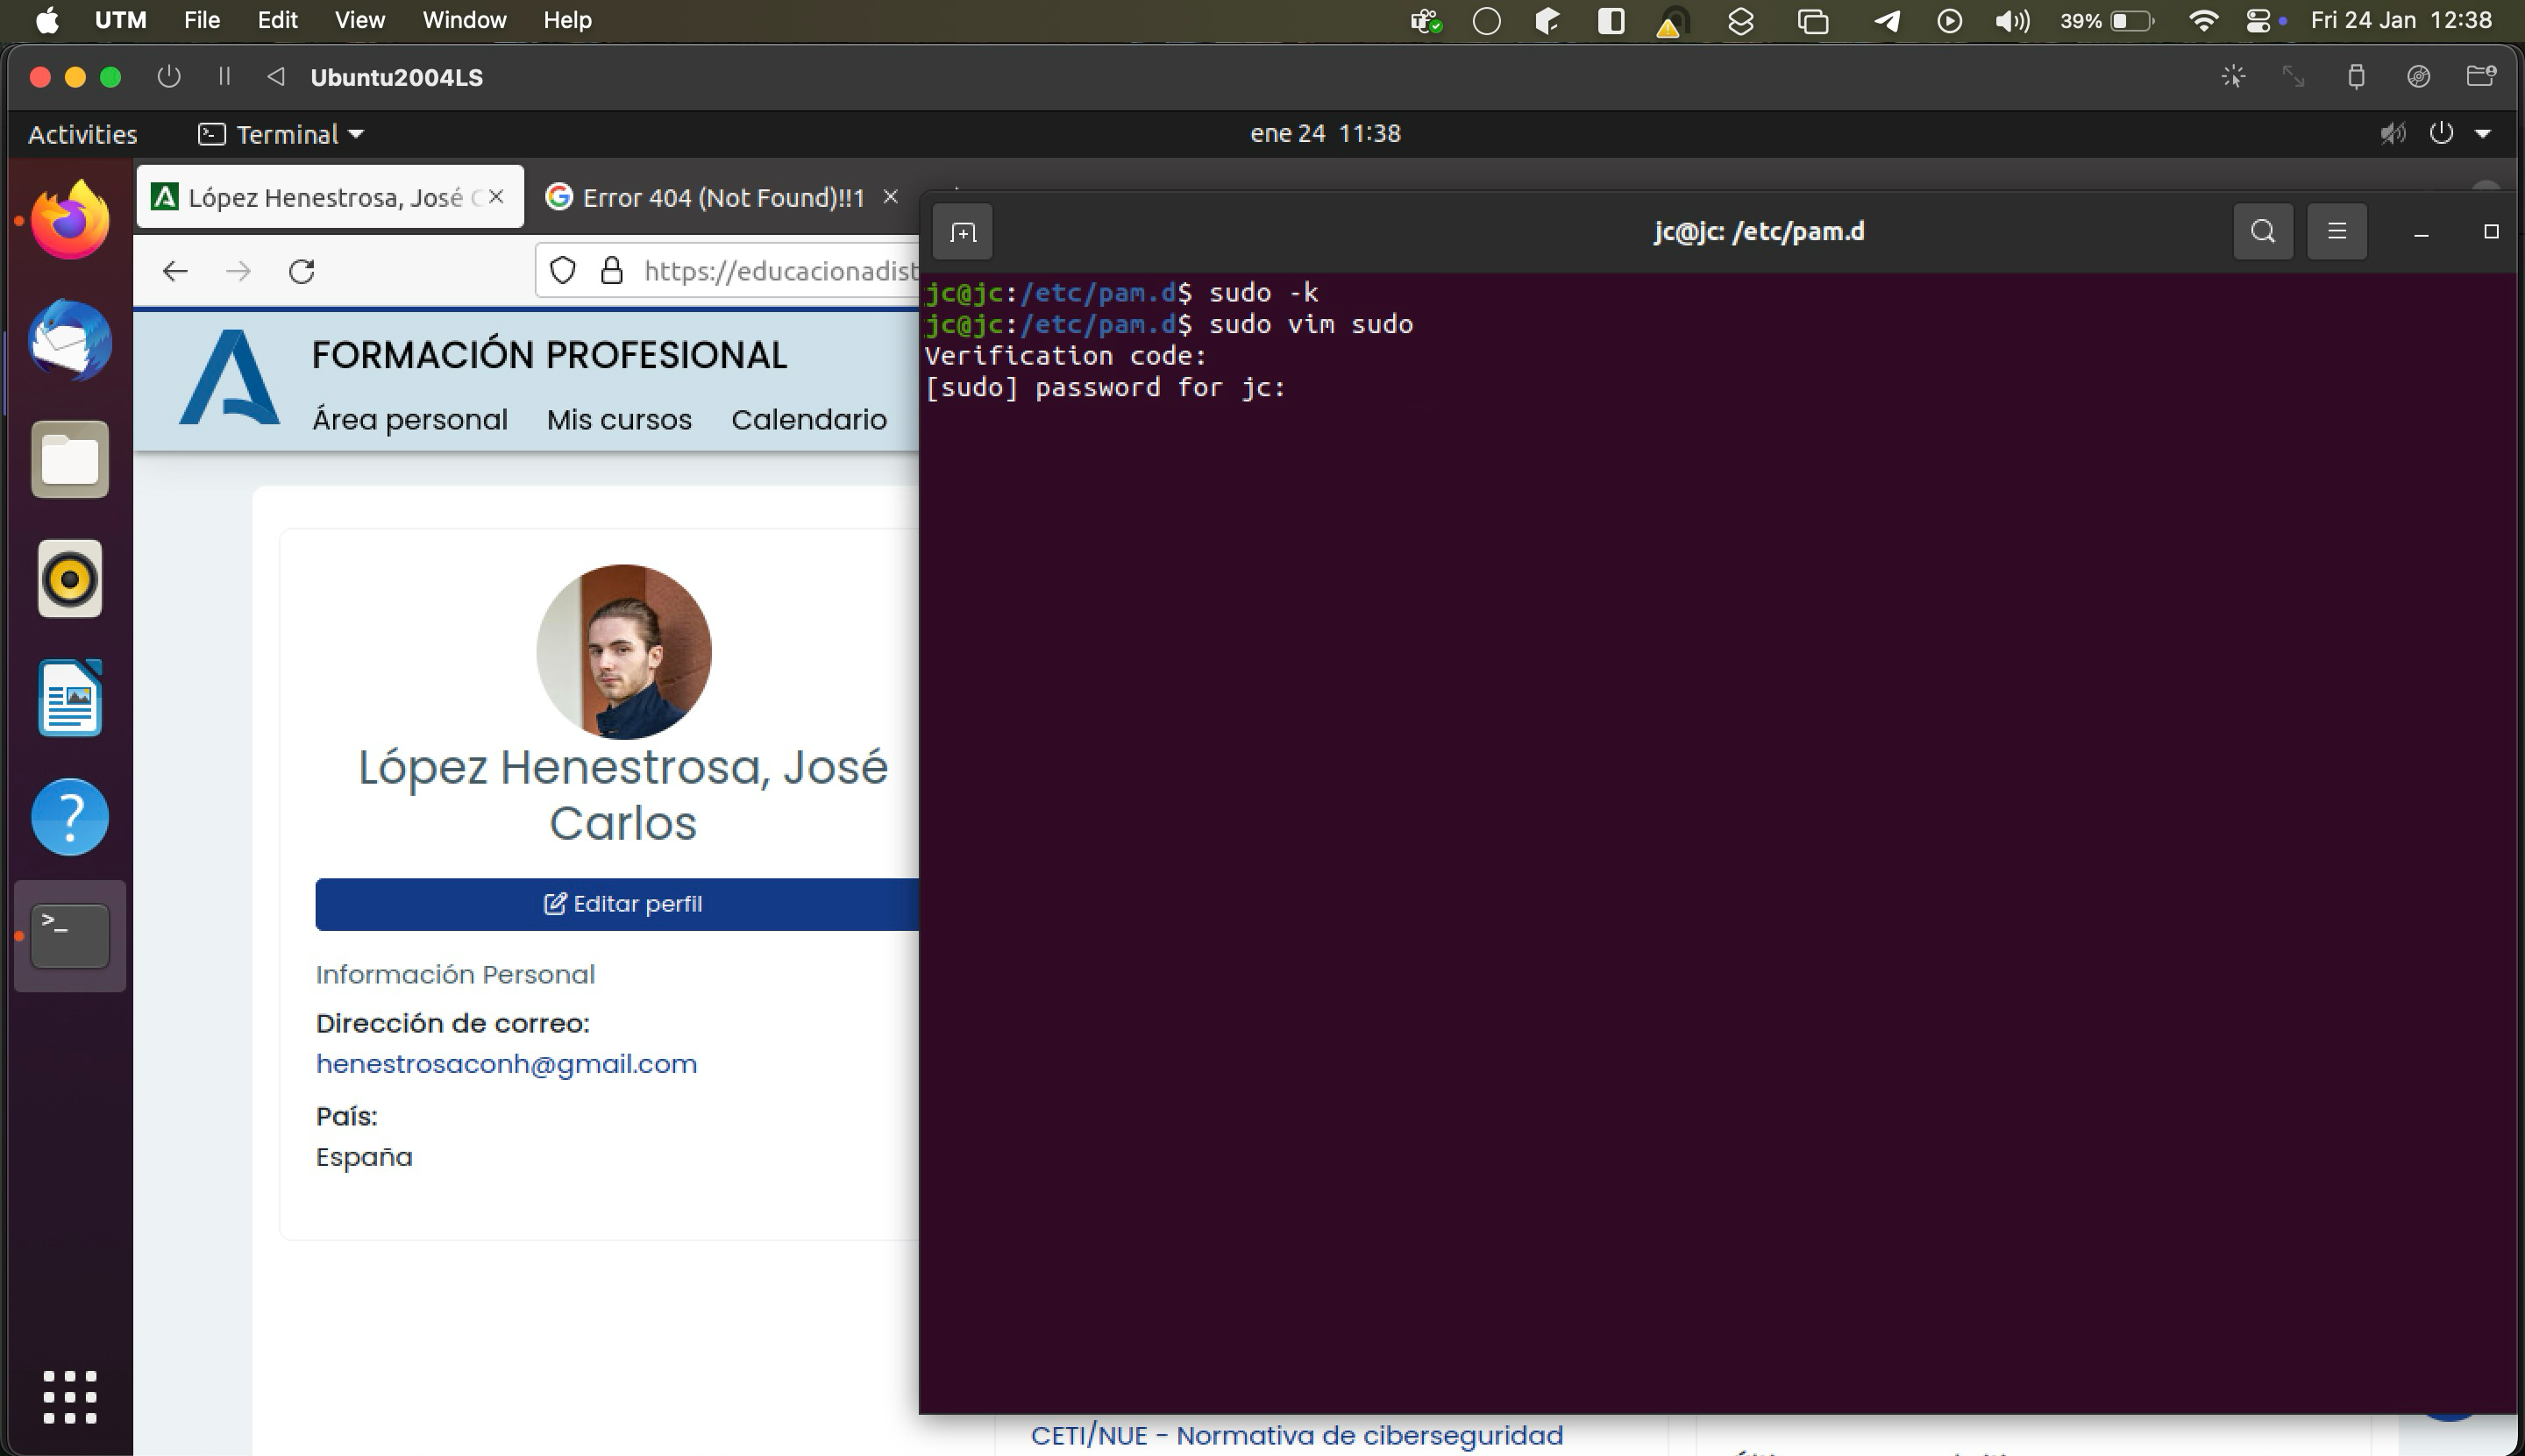 UTM File Edit View Window Help 39% Fri 24 Jan 12:38
Ubuntu2004LS
Activities Terminal ene 24 11:38
López Henestrosa, José Error 404 (Not Found)!!1
jc@jc: /etc/pam.d
https://educacionadist
jc@jc:/etc/pam.d$ sudo -k
jc@jc:/etc/pam.d$ sudo vim sudo
Verification code:
[sudo] password for jc:
FORMACIÓN PROFESIONAL
Área personal Mis cursos Calendario
López Henestrosa, José
Carlos
Editar perfil
Información Personal
Dirección de correo:
henestrosaconh@gmail.com
País:
España
CETI/NUE - Normativa de ciberseguridad